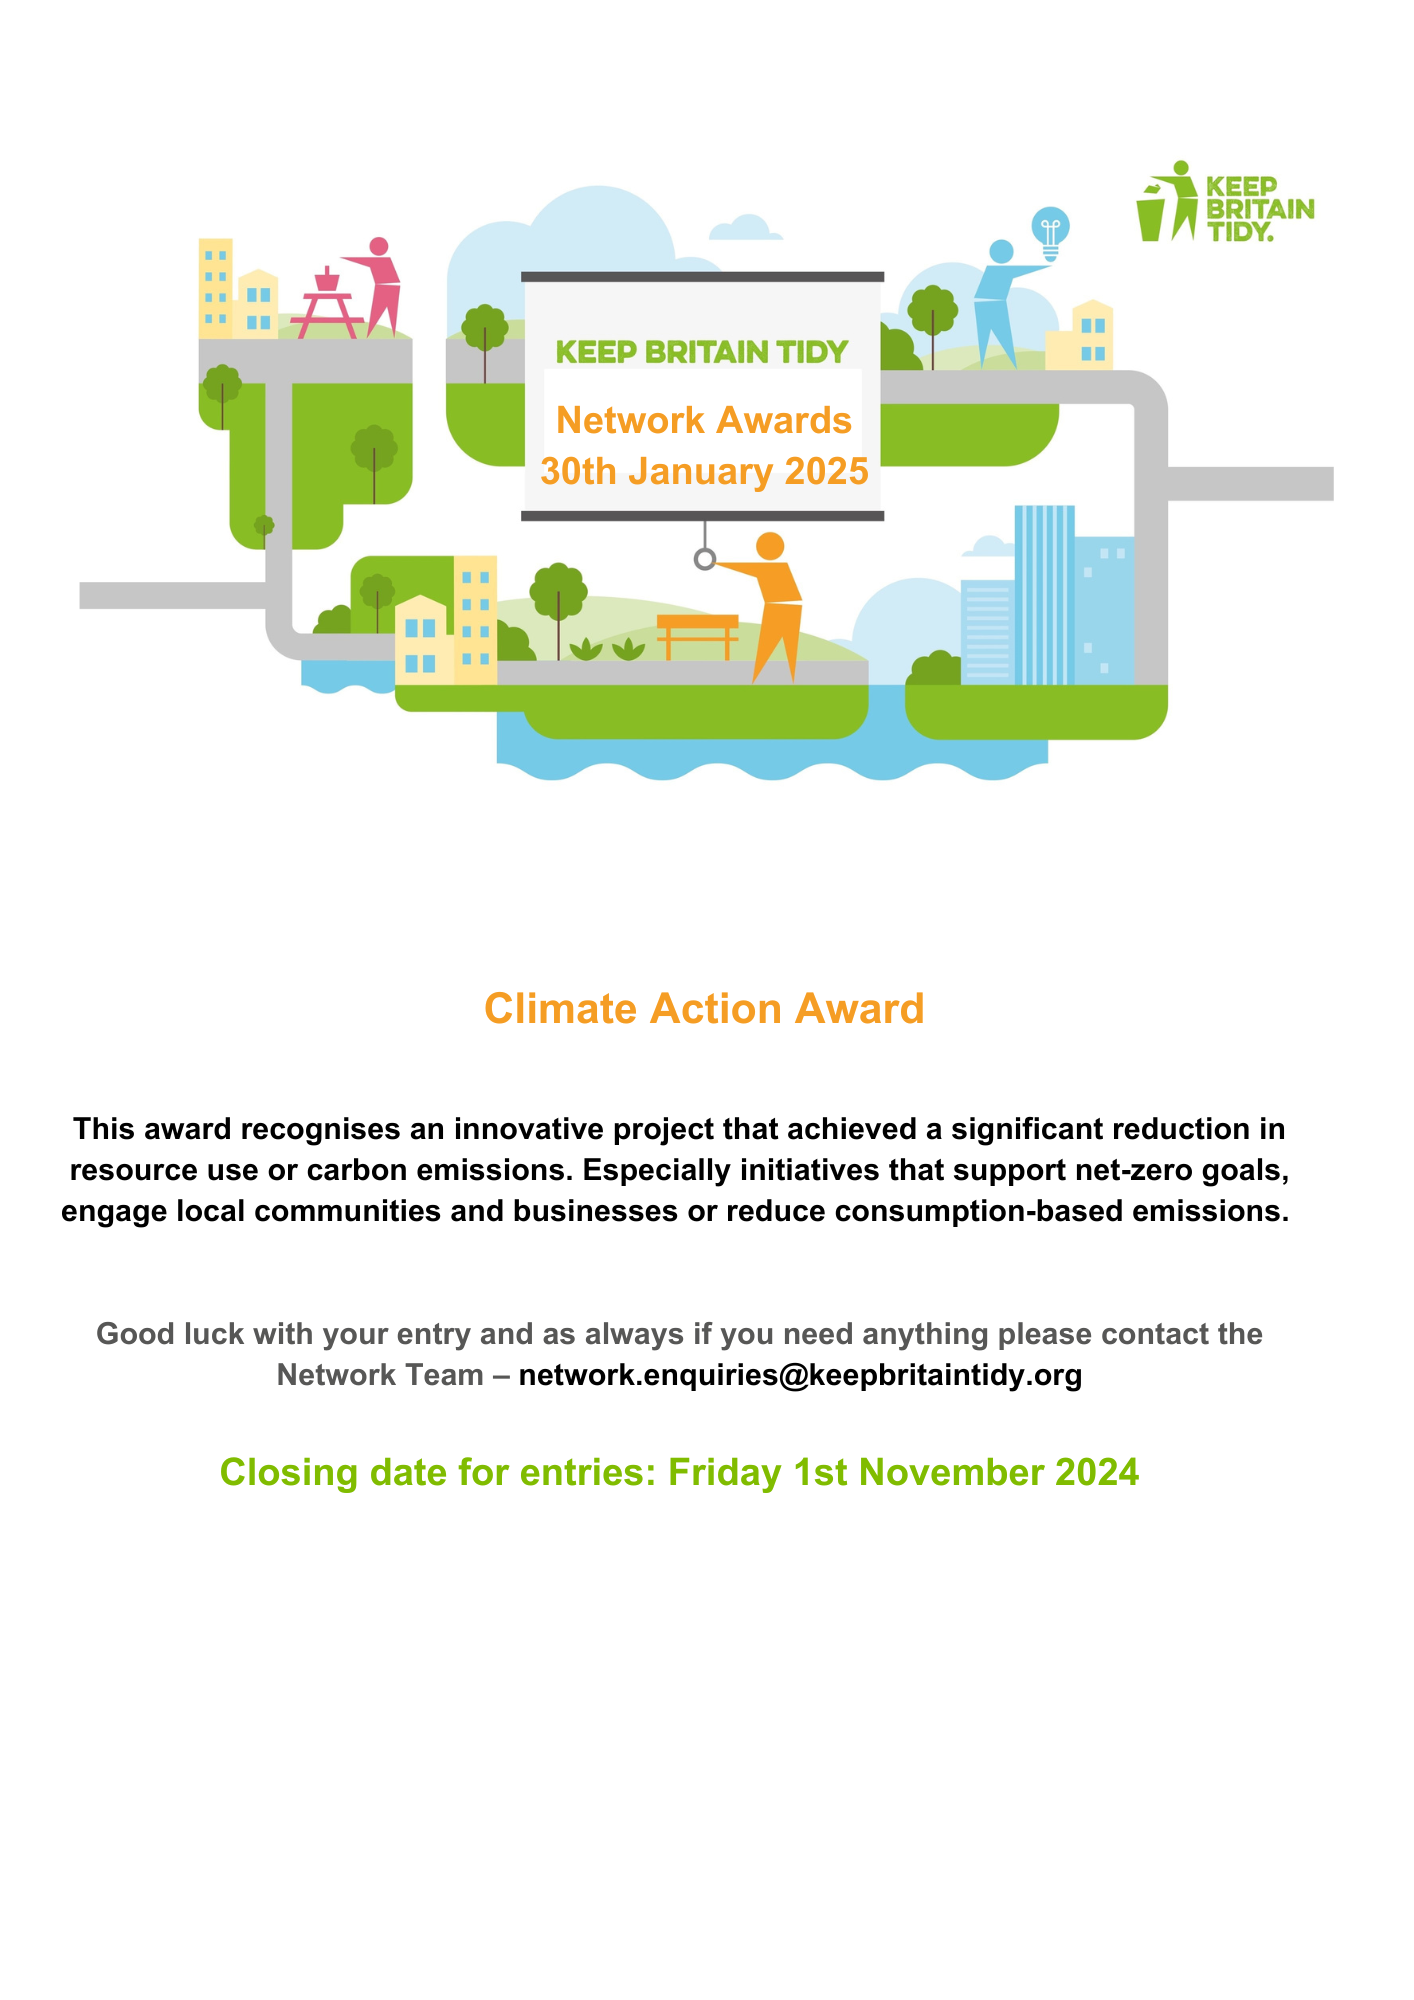 KEEP
BRITAIN
TIDY.
KEEP BRITAIN TIDY
Network Awards
30th January 2025
Climate Action Award
This award recognises an innovative project that achieved a significant reduction in
resource use or carbon emissions. Especially initiatives that support net-zero goals,
engage local communities and businesses or reduce consumption-based emissions.
Good luck with your entry and as always if you need anything please contact the
Network Team – network.enquiries@keepbritaintidy.org
Closing date for entries: Friday 1st November 2024